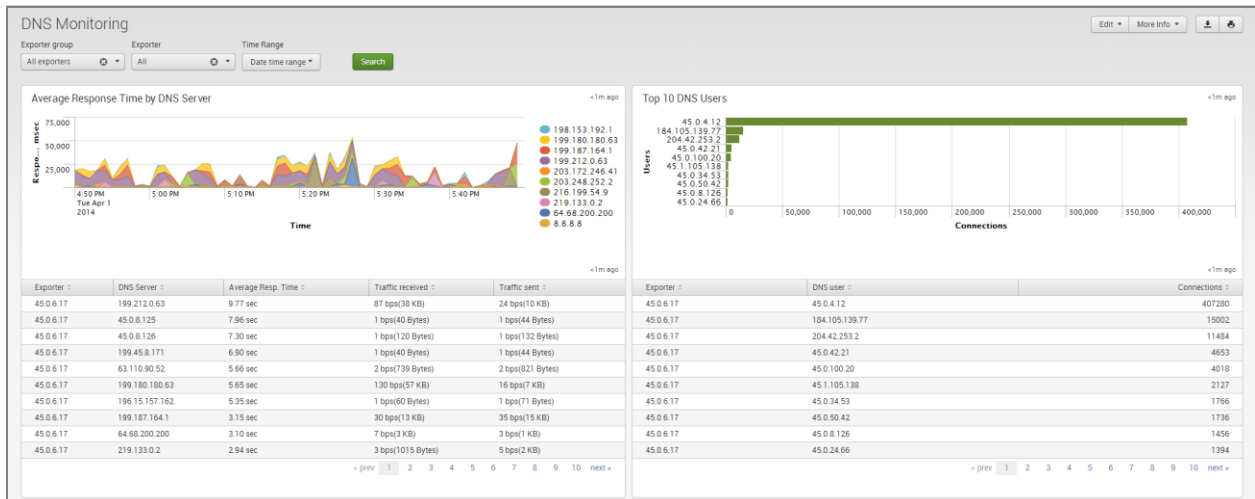 DNS Monitoring
Edit More Info
Exporter group Exporter Time Range
All exporters All Date time range Search
Average Response Time by DNS Server <1m ago
Respo... msec
75,000
50,000
25,000
4:50 PM 5:00 PM 5:10 PM 5:20 PM 5:30 PM 5:40 PM
Tue Apr 1
2014
Time
198.153.192.1
199.180.180.63
199.187.164.1
199.212.0.63
203.172.246.41
203.248.252.2
216.199.54.9
219.133.0.2
64.68.200.200
8.8.8.8
<1m ago
Exporter DNS Server Average Resp. Time Traffic received Traffic sent
45.0.6.17 199.212.0.63 9.77 sec 87 bps(38 KB) 24 bps(10 KB)
45.0.6.17 45.0.8.125 7.96 sec 1 bps(40 Bytes) 1 bps(44 Bytes)
45.0.6.17 45.0.8.126 7.30 sec 1 bps(120 Bytes) 1 bps(132 Bytes)
45.0.6.17 199.45.8.171 6.90 sec 1 bps(40 Bytes) 1 bps(44 Bytes)
45.0.6.17 63.110.90.52 5.66 sec 2 bps(739 Bytes) 2 bps(821 Bytes)
45.0.6.17 199.180.180.63 5.65 sec 130 bps(57 KB) 16 bps(7 KB)
45.0.6.17 196.15.157.162 5.35 sec 1 bps(60 Bytes) 1 bps(71 Bytes)
45.0.6.17 199.187.164.1 3.15 sec 30 bps(13 KB) 35 bps(15 KB)
45.0.6.17 64.68.200.200 3.10 sec 7 bps(3 KB) 3 bps(1 KB)
45.0.6.17 219.133.0.2 2.94 sec 3 bps(1015 Bytes) 5 bps(2 KB)
« prev 1 2 3 4 5 6 7 8 9 10 next »
Top 10 DNS Users <1m ago
Users
45.0.4.12
184.105.139.77
204.42.253.2
45.0.42.21
45.0.100.20
45.1.105.138
45.0.34.53
45.0.50.42
45.0.8.126
45.0.24.66
0 50,000 100,000 150,000 200,000 250,000 300,000 350,000 400,000
Connections
<1m ago
Exporter DNS user Connections
45.0.6.17 45.0.4.12 407280
45.0.6.17 184.105.139.77 15002
45.0.6.17 204.42.253.2 11484
45.0.6.17 45.0.42.21 4653
45.0.6.17 45.0.100.20 4018
45.0.6.17 45.1.105.138 2127
45.0.6.17 45.0.34.53 1766
45.0.6.17 45.0.50.42 1736
45.0.6.17 45.0.8.126 1456
45.0.6.17 45.0.24.66 1394
« prev 1 2 3 4 5 6 7 8 9 10 next »